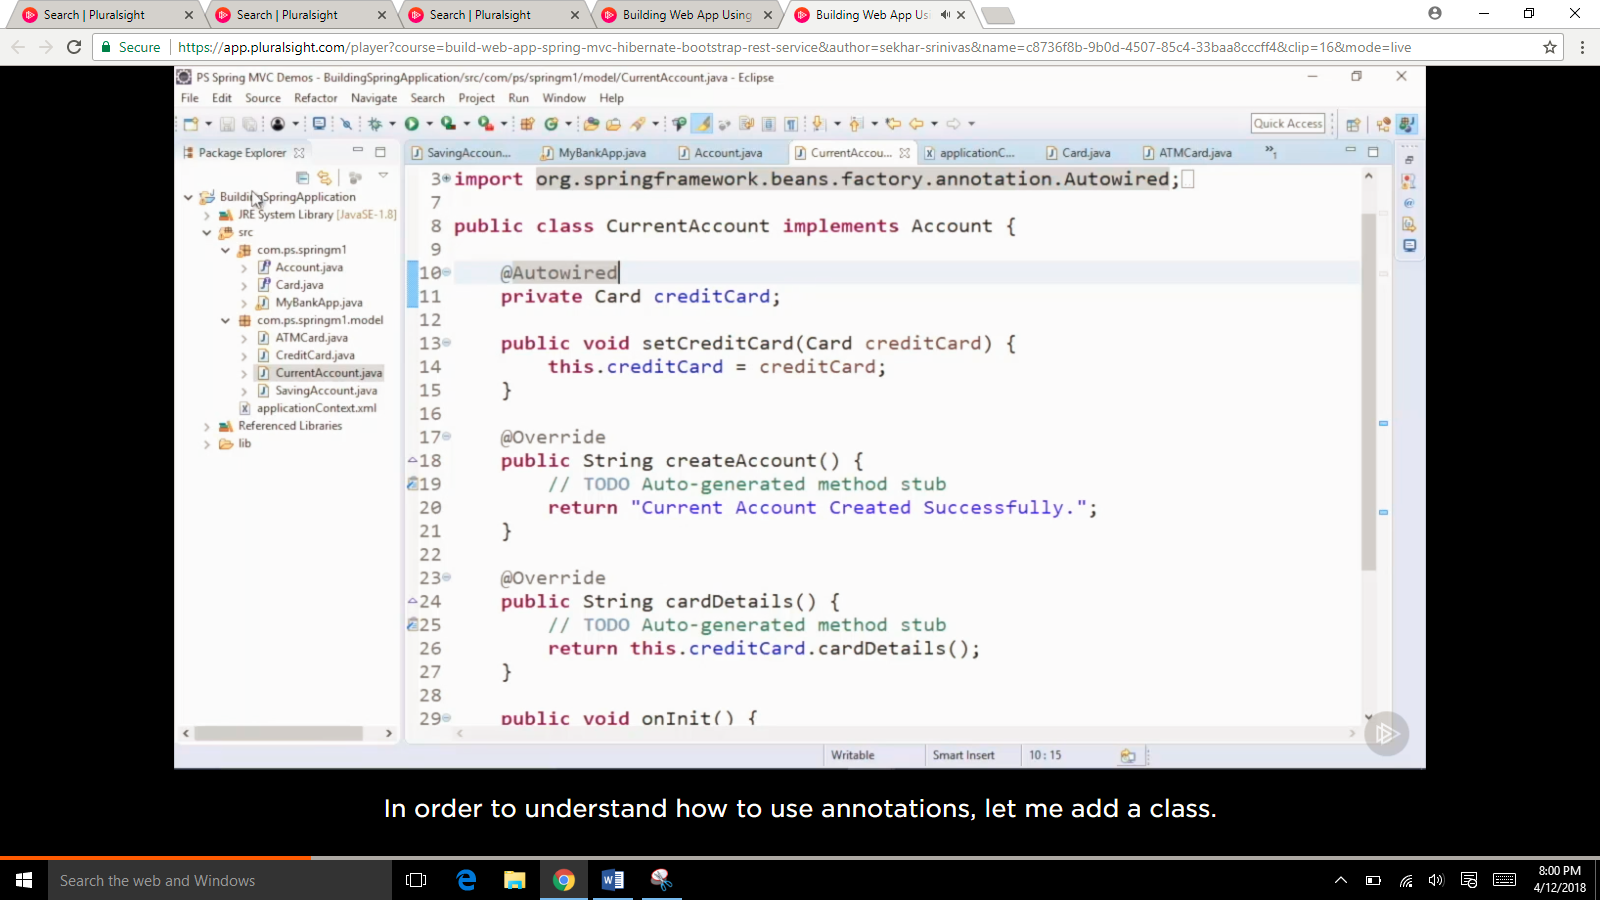 Search | Pluralsight
Search | Pluralsight
Search | Pluralsight
Building Web App Using
Building Web App Usi
Secure
https://app.pluralsight.com/player?course=build-web-app-spring-mvc-hibernate-bootstrap-rest-service&author=sekhar-srinivas&name=c8736f8b-9b0d-4507-85c4-33baa8cccff4&clip=16&mode=live
PS Spring MVC Demos - BuildingSpringApplication/src/com/ps/springm1/model/CurrentAccount.java - Eclipse
File Edit Source Refactor Navigate Search Project Run Window Help
Quick Access
Package Explorer
SavingAccoun... MyBankApp.java Account.java CurrentAccou... applicationC... Card.java ATMCard.java »1
BuildingSpringApplication
JRE System Library [JavaSE-1.8]
src
com.ps.springm1
Account.java
Card.java
MyBankApp.java
com.ps.springm1.model
ATMCard.java
CreditCard.java
CurrentAccount.java
SavingAccount.java
applicationContext.xml
Referenced Libraries
lib
3 import org.springframework.beans.factory.annotation.Autowired;
7
8 public class CurrentAccount implements Account {
9
10 @Autowired
11 private Card creditCard;
12
13 public void setCreditCard(Card creditCard) {
14 this.creditCard = creditCard;
15 }
16
17 @Override
18 public String createAccount() {
19 // TODO Auto-generated method stub
20 return "Current Account Created Successfully.";
21 }
22
23 @Override
24 public String cardDetails() {
25 // TODO Auto-generated method stub
26 return this.creditCard.cardDetails();
27 }
28
29 public void onInit() {
Writable Smart Insert 10 : 15
In order to understand how to use annotations, let me add a class.
Search the web and Windows
8:00 PM
4/12/2018